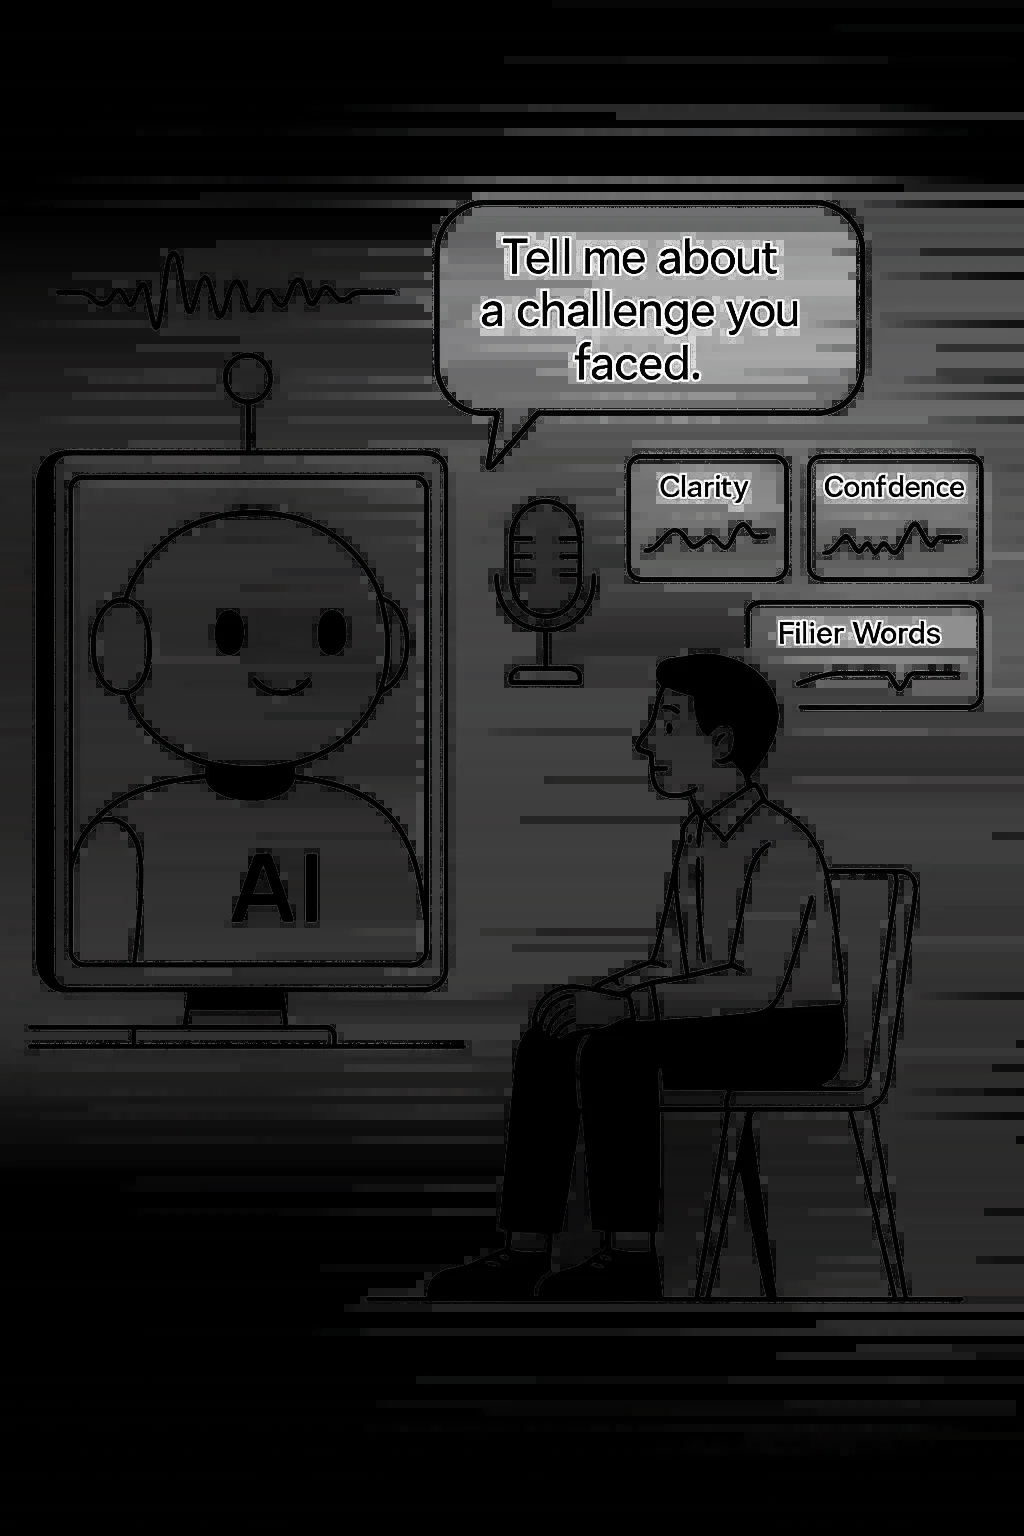 Tell me about
a challenge you
faced.
Clarity
Confdence
Filier Words
AI